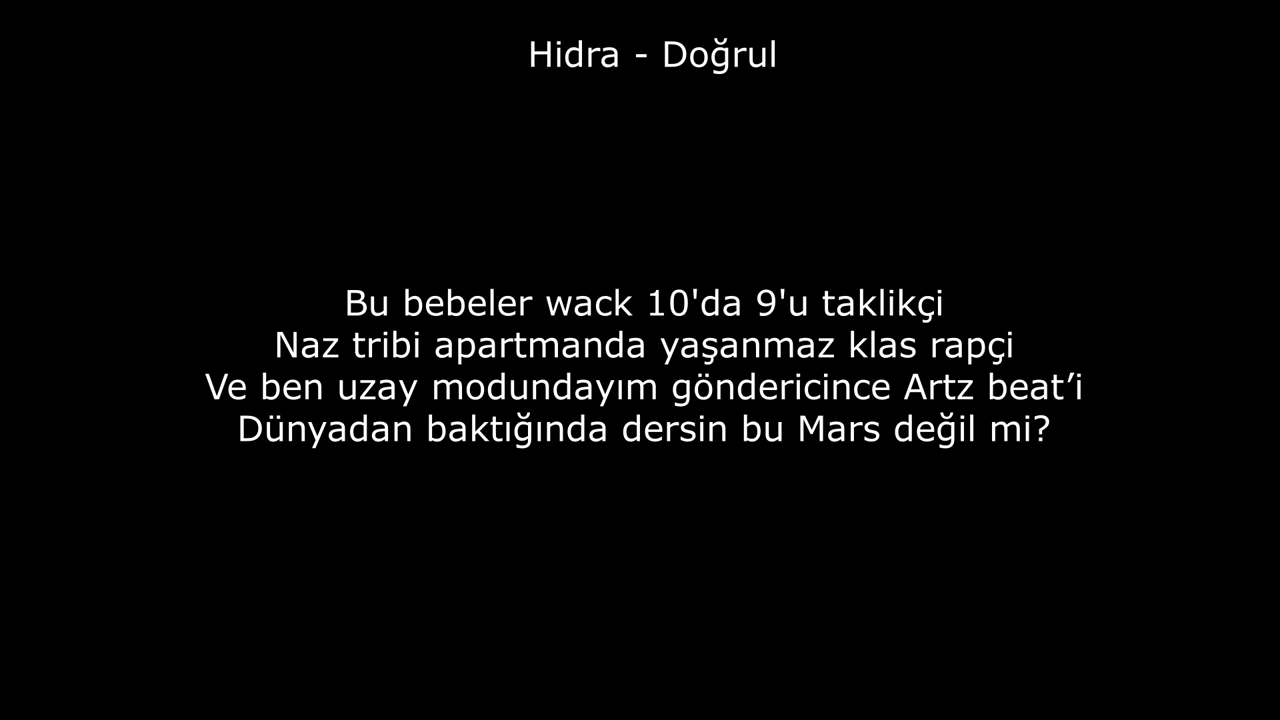 Hidra - Doğrul
Bu bebeler wack 10'da 9'u taklikçi
Naz tribi apartmanda yaşanmaz klas rapçi
Ve ben uzay modundayım göndericince Artz beat’i
Dünyadan baktığında dersin bu Mars değil mi?